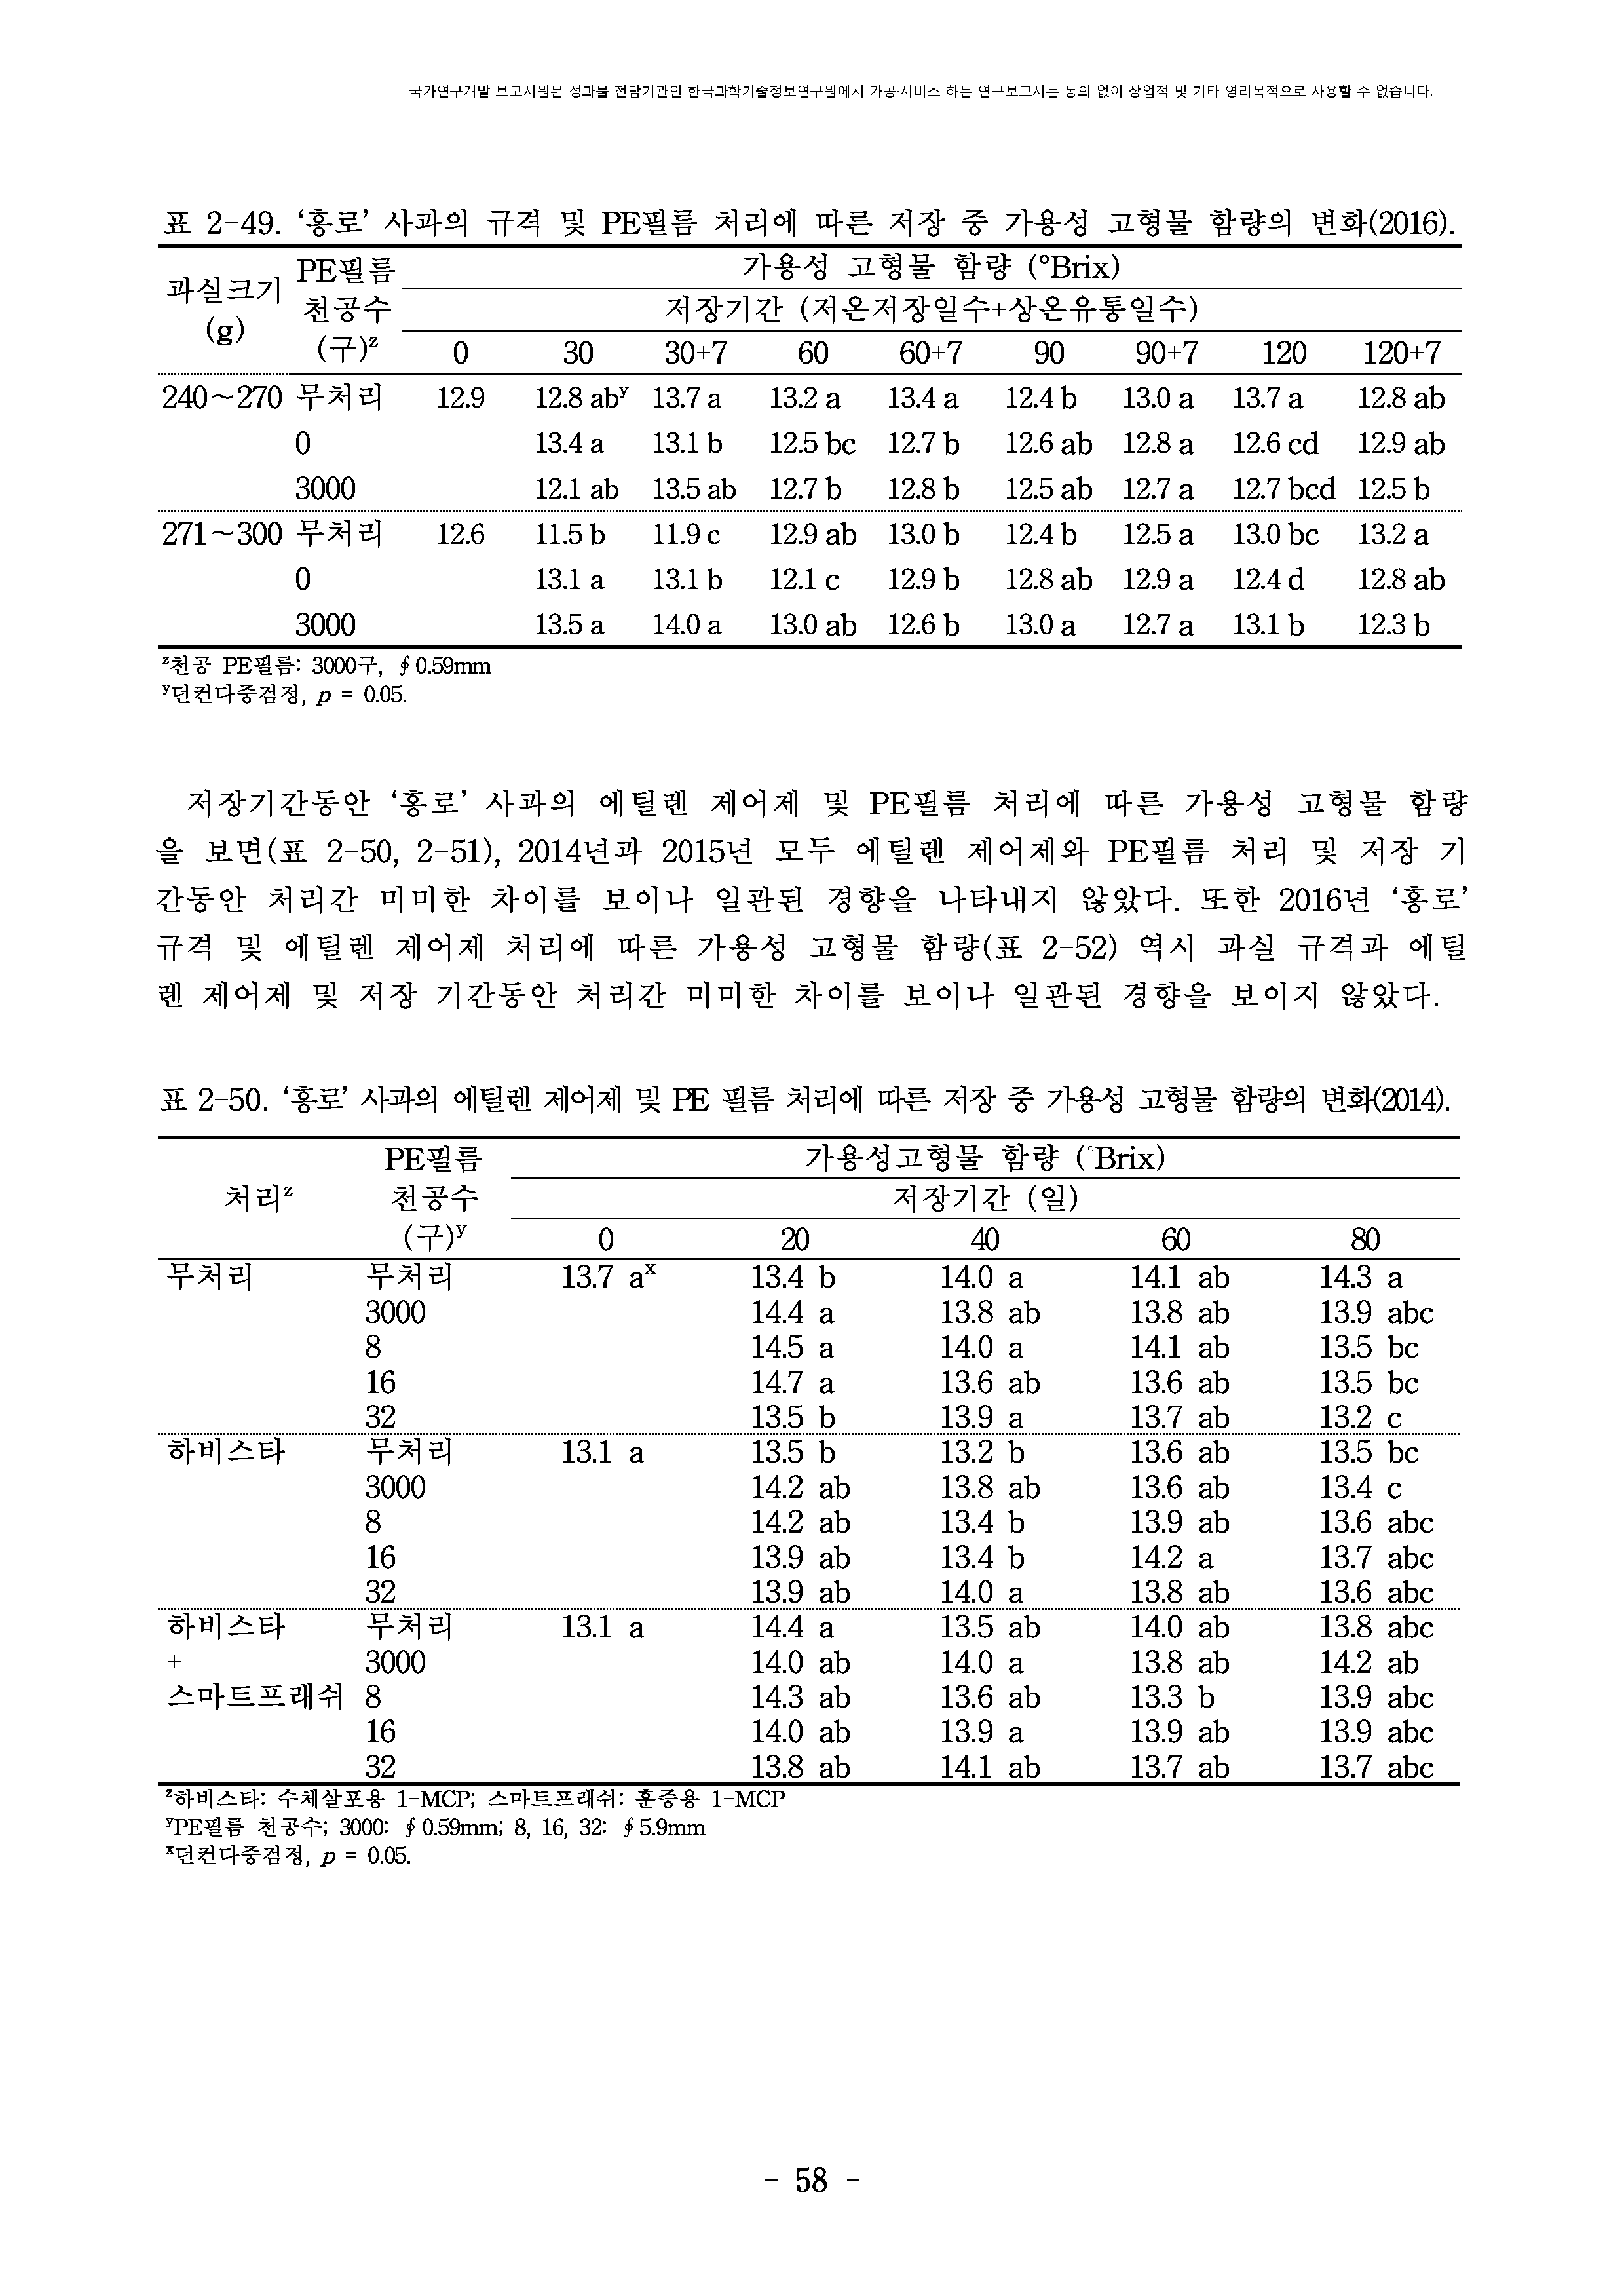 국가연구개발 보고서원문 성과물 전담기관인 한국과학기술정보연구원에서 가공·서비스 하는 연구보고서는 동의 없이 상업적 및 기타 영리목적으로 사용할 수 없습니다.
표 2-49. ‘홍로’ 사과의 규격 및 PE필름 처리에 따른 저장 중 가용성 고형물 함량의 변화(2016).
과실크기 (g) PE필름 천공수 (구)ᶻ 가용성 고형물 함량 (°Brix)
저장기간 (저온저장일수+상온유통일수)
0 30 30+7 60 60+7 90 90+7 120 120+7
240~270 무처리 12.9 12.8 abʸ 13.7 a 13.2 a 13.4 a 12.4 b 13.0 a 13.7 a 12.8 ab
0 13.4 a 13.1 b 12.5 bc 12.7 b 12.6 ab 12.8 a 12.6 cd 12.9 ab
3000 12.1 ab 13.5 ab 12.7 b 12.8 b 12.5 ab 12.7 a 12.7 bcd 12.5 b
271~300 무처리 12.6 11.5 b 11.9 c 12.9 ab 13.0 b 12.4 b 12.5 a 13.0 bc 13.2 a
0 13.1 a 13.1 b 12.1 c 12.9 b 12.8 ab 12.9 a 12.4 d 12.8 ab
3000 13.5 a 14.0 a 13.0 ab 12.6 b 13.0 a 12.7 a 13.1 b 12.3 b
ᶻ천공 PE필름: 3000구, ∮0.59mm
ʸ던컨다중검정, p = 0.05.
저장기간동안 ‘홍로’ 사과의 에틸렌 제어제 및 PE필름 처리에 따른 가용성 고형물 함량
을 보면(표 2-50, 2-51), 2014년과 2015년 모두 에틸렌 제어제와 PE필름 처리 및 저장 기
간동안 처리간 미미한 차이를 보이나 일관된 경향을 나타내지 않았다. 또한 2016년 ‘홍로’
규격 및 에틸렌 제어제 처리에 따른 가용성 고형물 함량(표 2-52) 역시 과실 규격과 에틸
렌 제어제 및 저장 기간동안 처리간 미미한 차이를 보이나 일관된 경향을 보이지 않았다.
표 2-50. ‘홍로’ 사과의 에틸렌 제어제 및 PE 필름 처리에 따른 저장 중 가용성 고형물 함량의 변화(2014).
처리ᶻ PE필름 천공수 (구)ʸ 가용성고형물 함량 (°Brix)
저장기간 (일)
0 20 40 60 80
무처리 무처리 13.7 aˣ 13.4 b 14.0 a 14.1 ab 14.3 a
3000 14.4 a 13.8 ab 13.8 ab 13.9 abc
8 14.5 a 14.0 a 14.1 ab 13.5 bc
16 14.7 a 13.6 ab 13.6 ab 13.5 bc
32 13.5 b 13.9 a 13.7 ab 13.2 c
하비스타 무처리 13.1 a 13.5 b 13.2 b 13.6 ab 13.5 bc
3000 14.2 ab 13.8 ab 13.6 ab 13.4 c
8 14.2 ab 13.4 b 13.9 ab 13.6 abc
16 13.9 ab 13.4 b 14.2 a 13.7 abc
32 13.9 ab 14.0 a 13.8 ab 13.6 abc
하비스타 무처리 13.1 a 14.4 a 13.5 ab 14.0 ab 13.8 abc
+ 3000 14.0 ab 14.0 a 13.8 ab 14.2 ab
스마트프래쉬 8 14.3 ab 13.6 ab 13.3 b 13.9 abc
16 14.0 ab 13.9 a 13.9 ab 13.9 abc
32 13.8 ab 14.1 ab 13.7 ab 13.7 abc
ᶻ하비스타: 수체살포용 1-MCP; 스마트프래쉬: 훈증용 1-MCP
ʸPE필름 천공수; 3000: ∮0.59mm; 8, 16, 32: ∮5.9mm
ˣ던컨다중검정, p = 0.05.
- 58 -